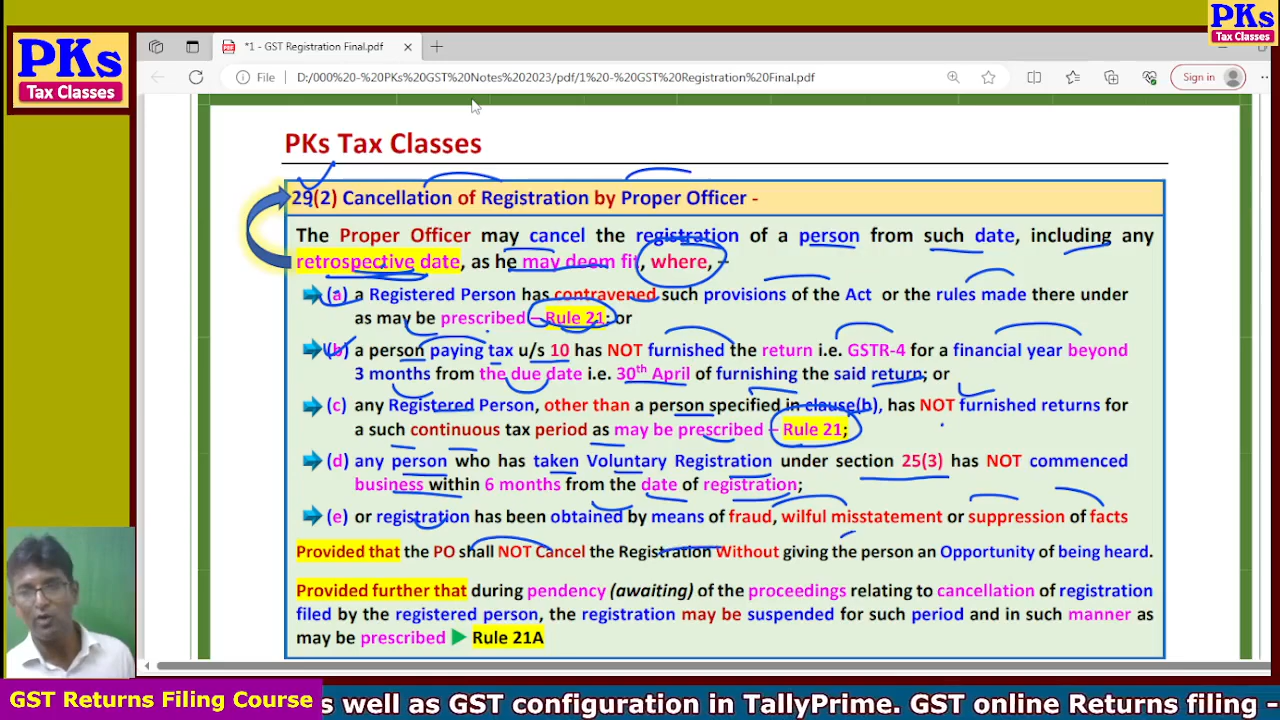 PKs
Tax Classes
PKs
Tax Classes
*1 - GST Registration Final.pdf
File
D:/000%20-%20PKs%20GST%20Notes%202023/pdf/1%20-%20GST%20Registration%20Final.pdf
Sign in
PKs Tax Classes
29(2) Cancellation of Registration by Proper Officer -
The Proper Officer may cancel the registration of a person from such date, including any
retrospective date, as he may deem fit, where, –
(a) a Registered Person has contravened such provisions of the Act or the rules made there under
as may be prescribed – Rule 21; or
(b) a person paying tax u/s 10 has NOT furnished the return i.e. GSTR-4 for a financial year beyond
3 months from the due date i.e. 30th April of furnishing the said return; or
(c) any Registered Person, other than a person specified in clause(b), has NOT furnished returns for
a such continuous tax period as may be prescribed – Rule 21;
(d) any person who has taken Voluntary Registration under section 25(3) has NOT commenced
business within 6 months from the date of registration;
(e) or registration has been obtained by means of fraud, wilful misstatement or suppression of facts
Provided that the PO shall NOT Cancel the Registration Without giving the person an Opportunity of being heard.
Provided further that during pendency (awaiting) of the proceedings relating to cancellation of registration
filed by the registered person, the registration may be suspended for such period and in such manner as
may be prescribed ▶ Rule 21A
GST Returns Filing Course
s well as GST configuration in TallyPrime. GST online Returns filing -